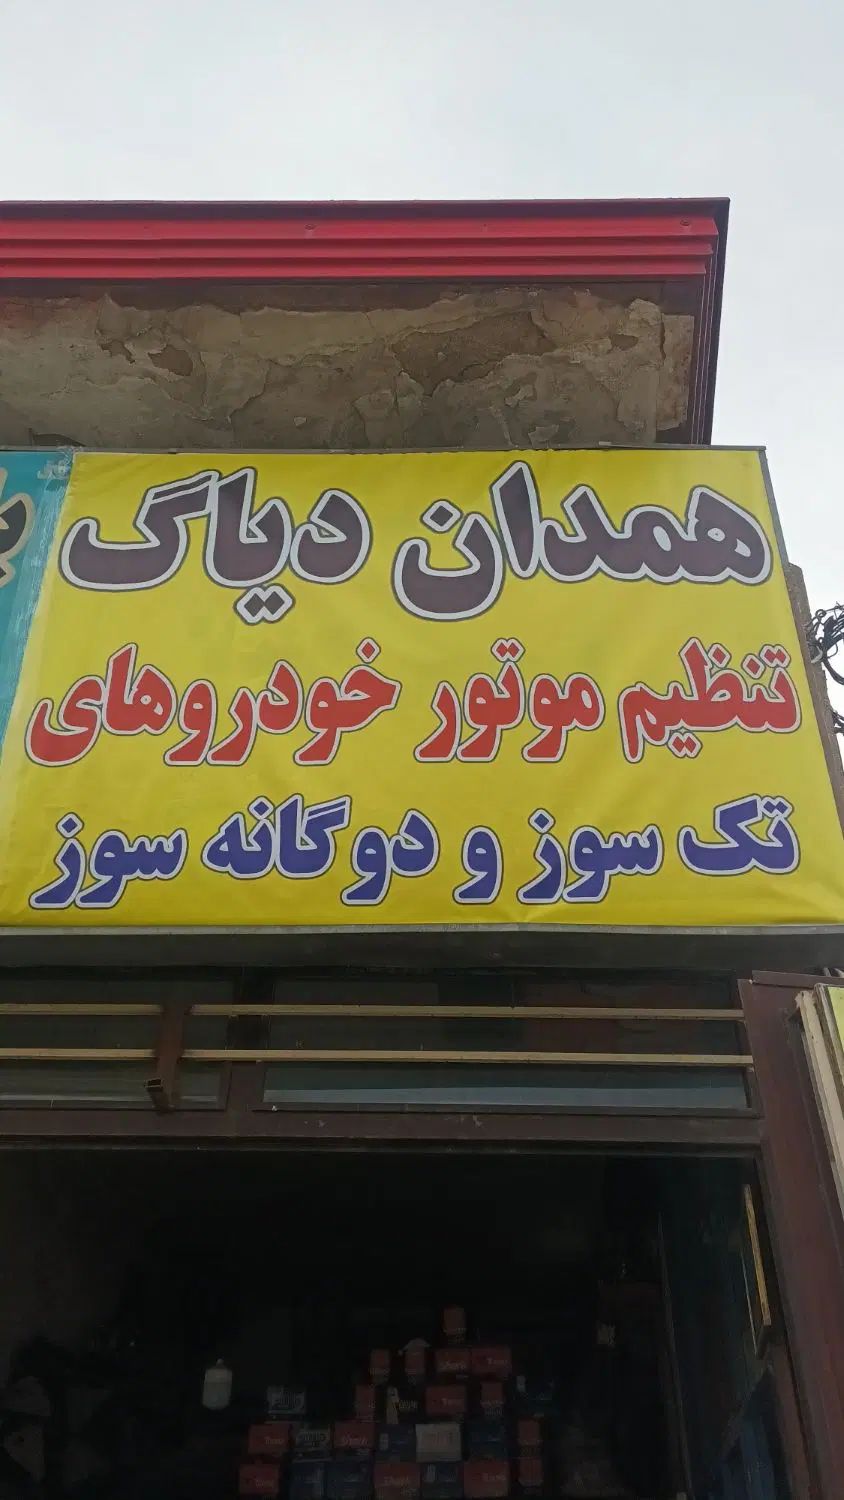 همدان دیاگ
تنظیم موتور خودروهای
تک سوز و دوگانه سوز